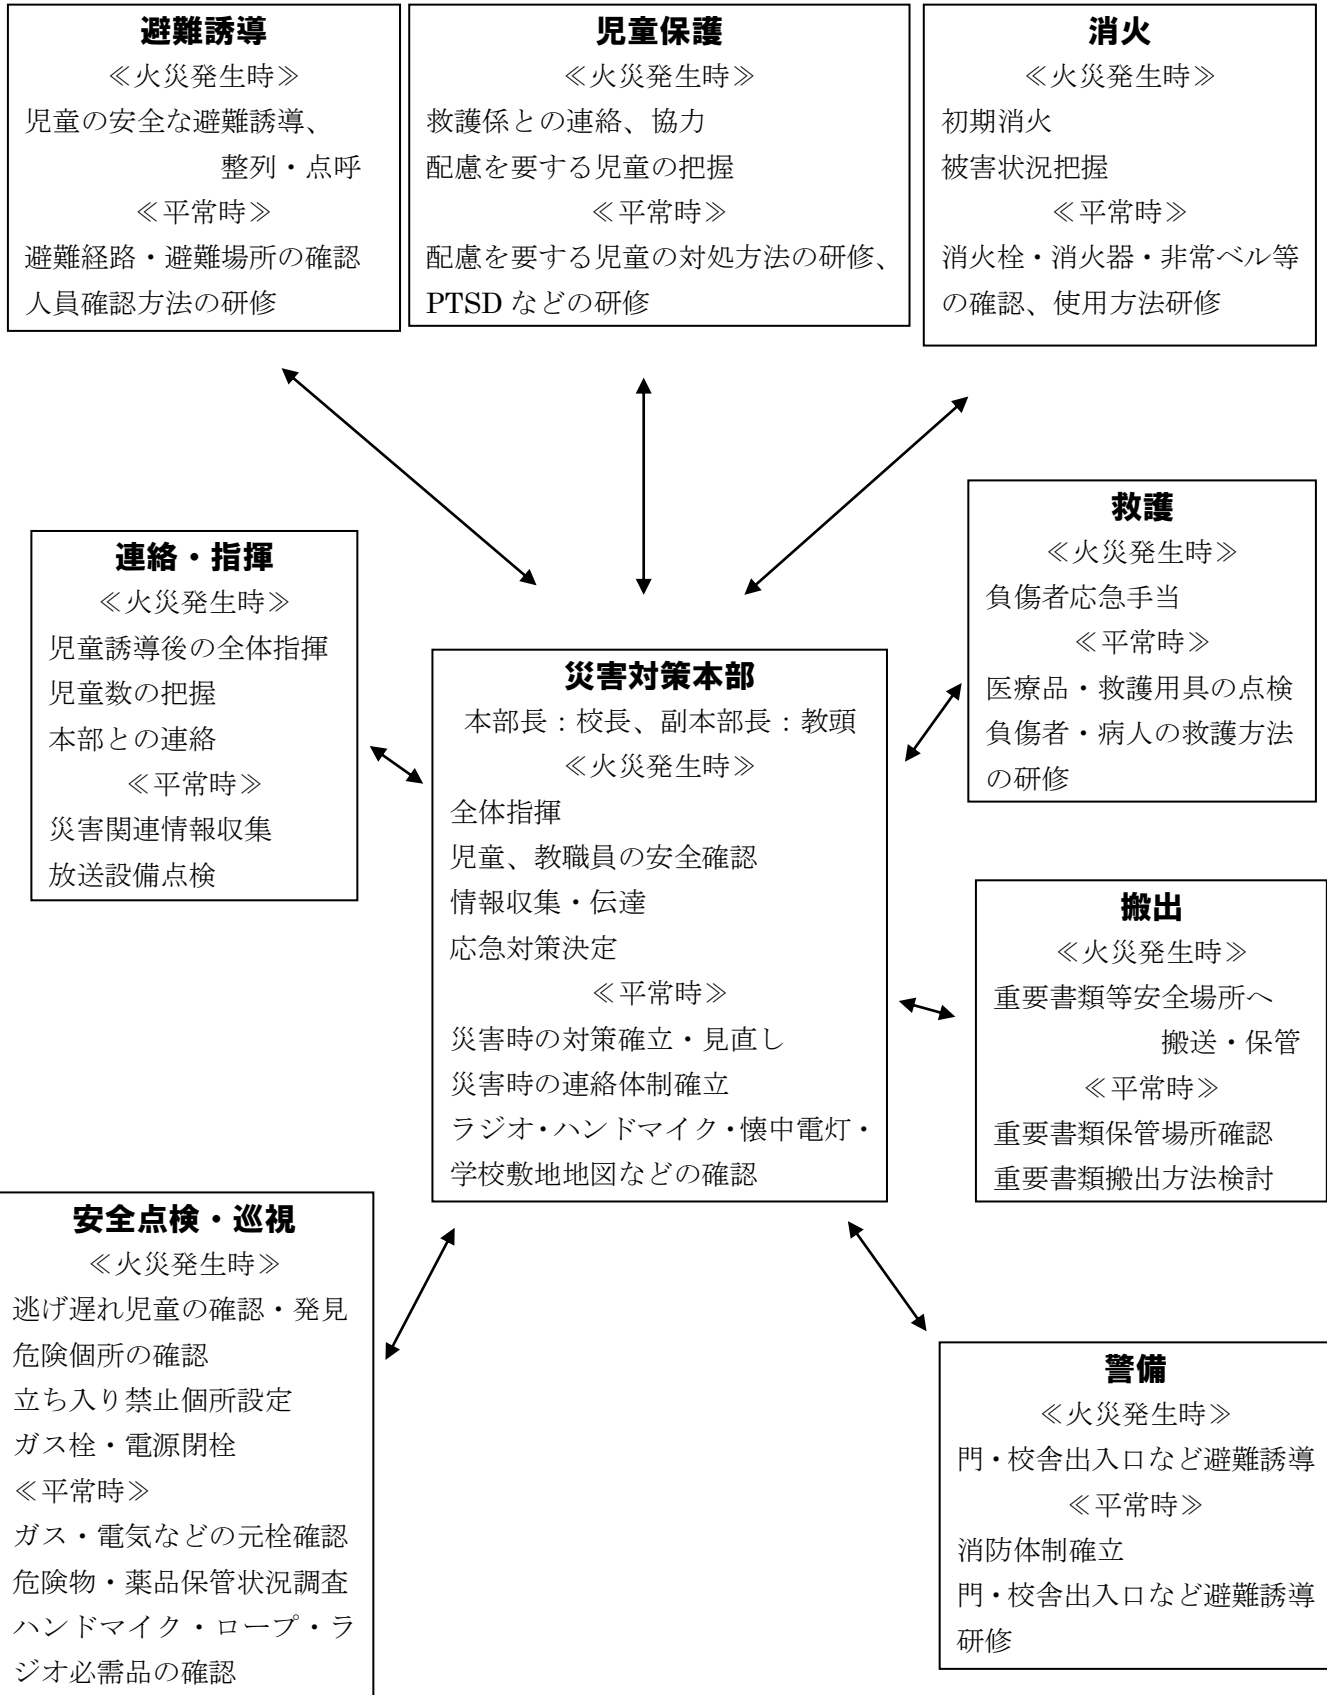 避難誘導
≪火災発生時≫
児童の安全な避難誘導、
整列・点呼
≪平常時≫
避難経路・避難場所の確認
人員確認方法の研修
児童保護
≪火災発生時≫
救護係との連絡、協力
配慮を要する児童の把握
≪平常時≫
配慮を要する児童の対処方法の研修、
PTSD などの研修
消火
≪火災発生時≫
初期消火
被害状況把握
≪平常時≫
消火栓・消火器・非常ベル等
の確認、使用方法研修
連絡・指揮
≪火災発生時≫
児童誘導後の全体指揮
児童数の把握
本部との連絡
≪平常時≫
災害関連情報収集
放送設備点検
救護
≪火災発生時≫
負傷者応急手当
≪平常時≫
医療品・救護用具の点検
負傷者・病人の救護方法
の研修
災害対策本部
本部長：校長、副本部長：教頭
≪火災発生時≫
全体指揮
児童、教職員の安全確認
情報収集・伝達
応急対策決定
≪平常時≫
災害時の対策確立・見直し
災害時の連絡体制確立
ラジオ・ハンドマイク・懐中電灯・
学校敷地地図などの確認
搬出
≪火災発生時≫
重要書類等安全場所へ
搬送・保管
≪平常時≫
重要書類保管場所確認
重要書類搬出方法検討
安全点検・巡視
≪火災発生時≫
逃げ遅れ児童の確認・発見
危険個所の確認
立ち入り禁止個所設定
ガス栓・電源閉栓
≪平常時≫
ガス・電気などの元栓確認
危険物・薬品保管状況調査
ハンドマイク・ロープ・ラ
ジオ必需品の確認
警備
≪火災発生時≫
門・校舎出入口など避難誘導
≪平常時≫
消防体制確立
門・校舎出入口など避難誘導
研修